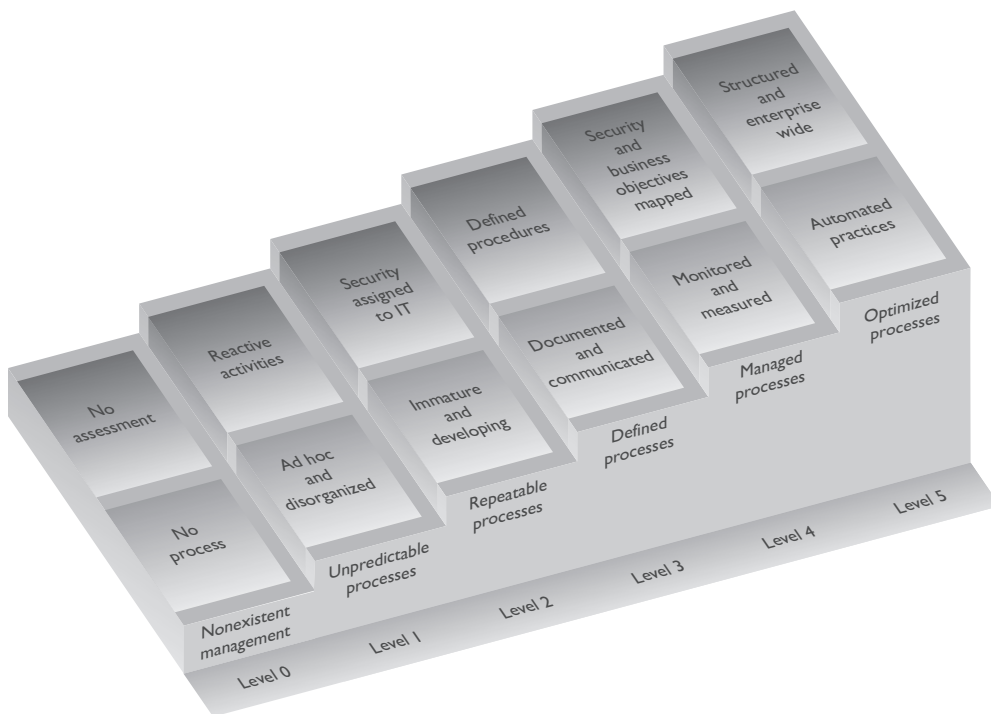 No
assessment
No
process
Nonexistent
management
Level 0
Reactive
activities
Ad hoc
and
disorganized
Unpredictable
processes
Level 1
Security
assigned
to IT
Immature
and
developing
Repeatable
processes
Level 2
Defined
procedures
Documented
and
communicated
Defined
processes
Level 3
Security
and
business
objectives
mapped
Monitored
and
measured
Managed
processes
Level 4
Structured
and
enterprise
wide
Automated
practices
Optimized
processes
Level 5